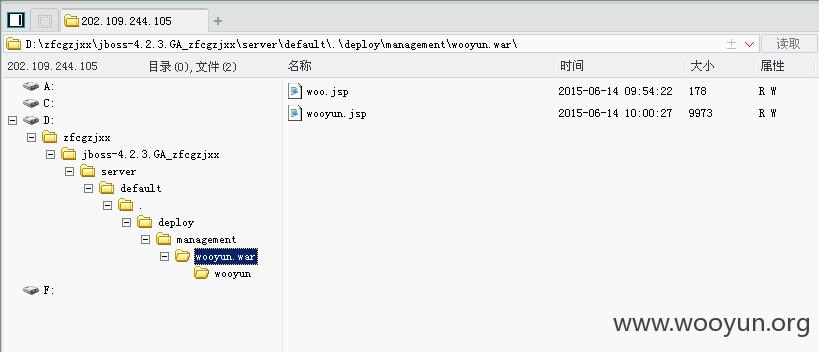 202.109.244.105
D:\zfcgzjxx\jboss-4.2.3.GA_zfcgzjxx\server\default\.\deploy\management\wooyun.war\ 读取
202.109.244.105 目录(0),文件(2) 名称 时间 大小 属性
A: woo.jsp 2015-06-14 09:54:22 178 R W
C: wooyun.jsp 2015-06-14 10:00:27 9973 R W
D:
zfcgzjxx
jboss-4.2.3.GA_zfcgzjxx
server
default
.
deploy
management
wooyun.war
wooyun
F:
www.wooyun.org